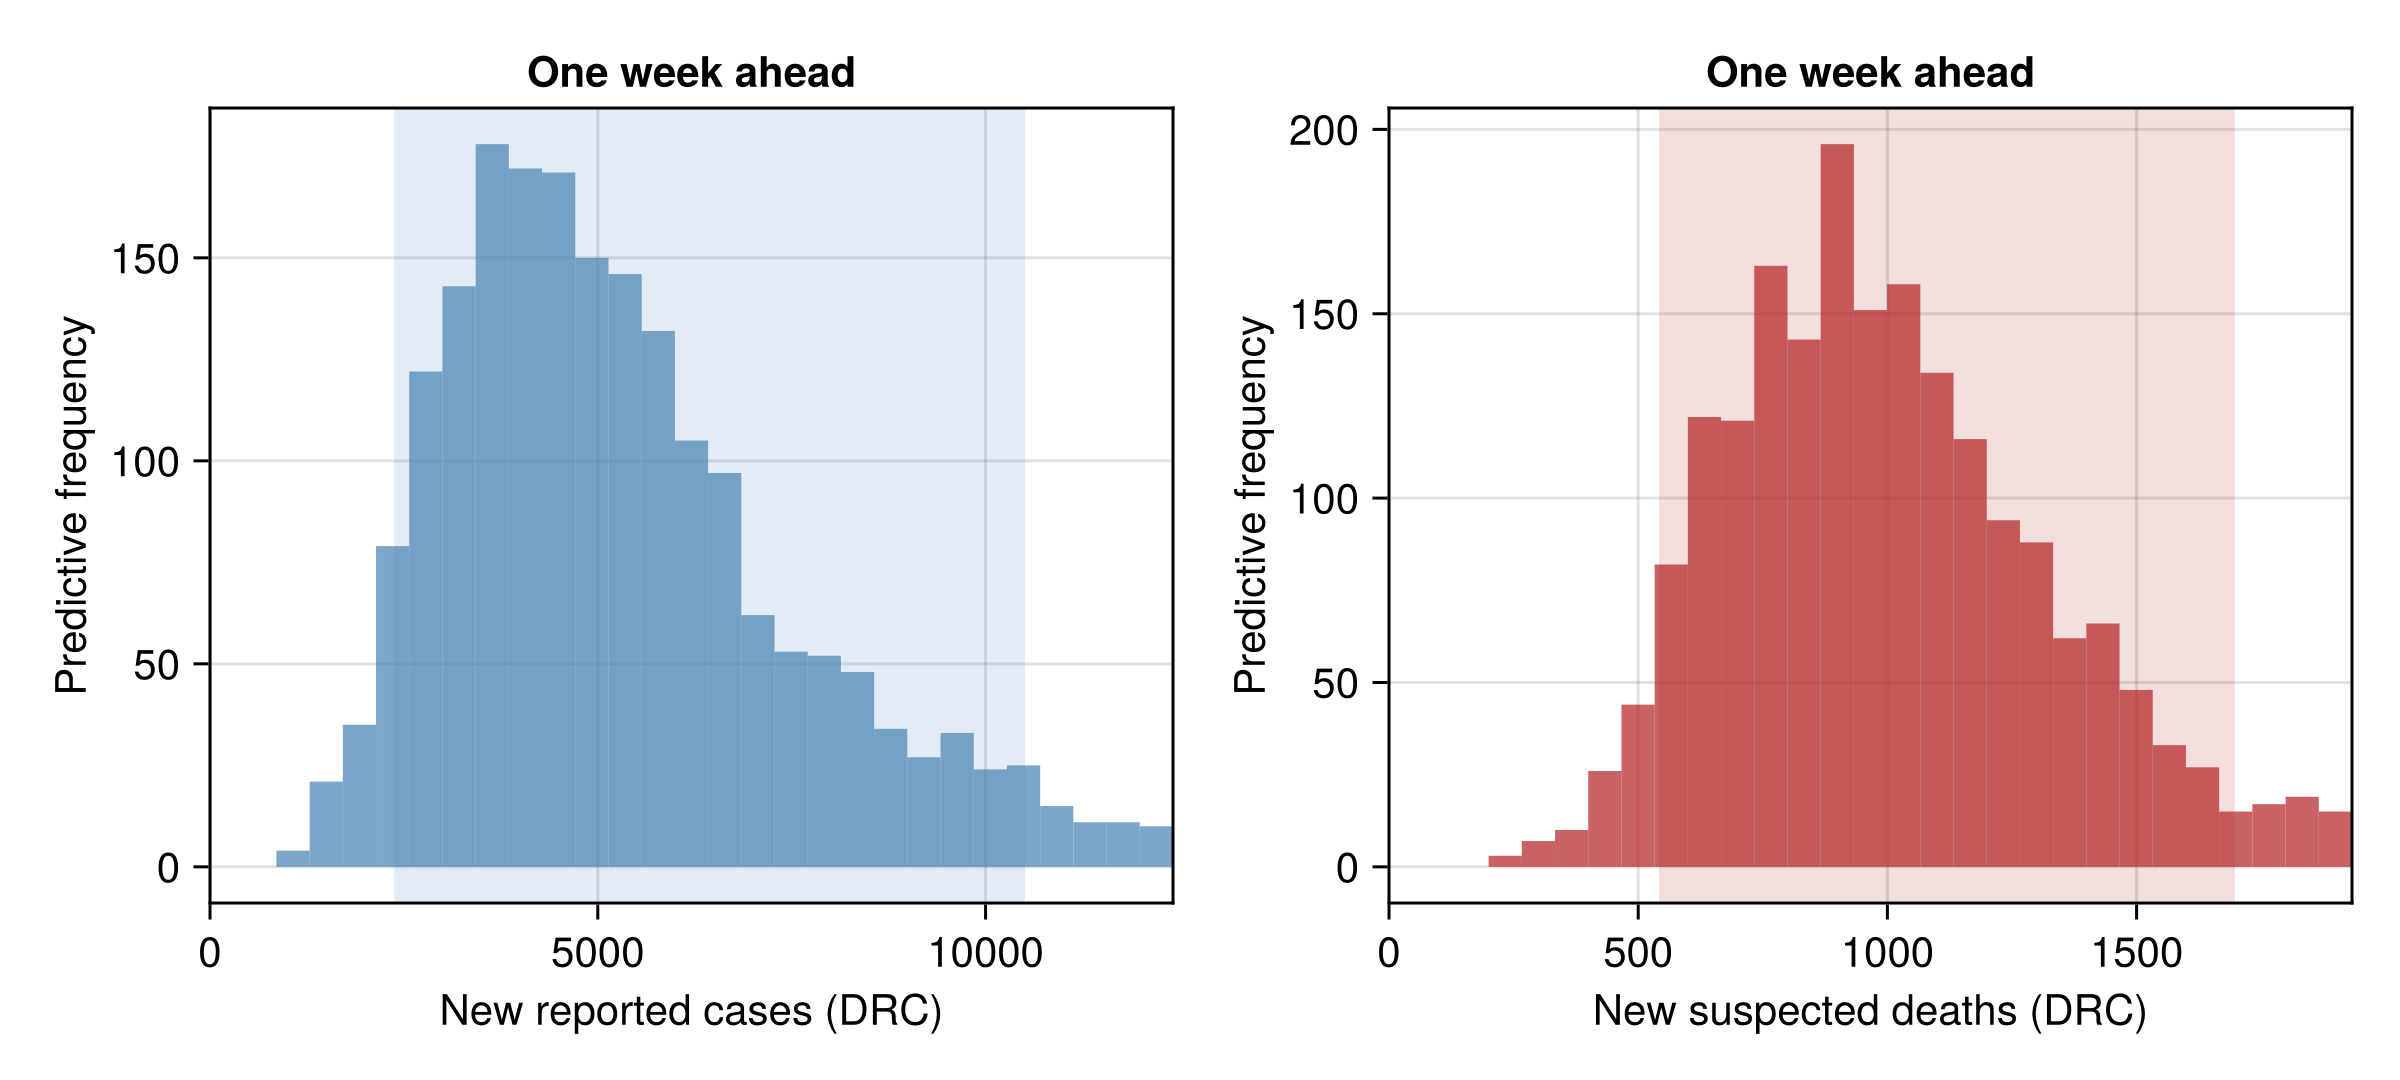 One week ahead
Predictive frequency
150
100
50
0
0 5000 10000
New reported cases (DRC)
One week ahead
Predictive frequency
200
150
100
50
0
0 500 1000 1500
New suspected deaths (DRC)